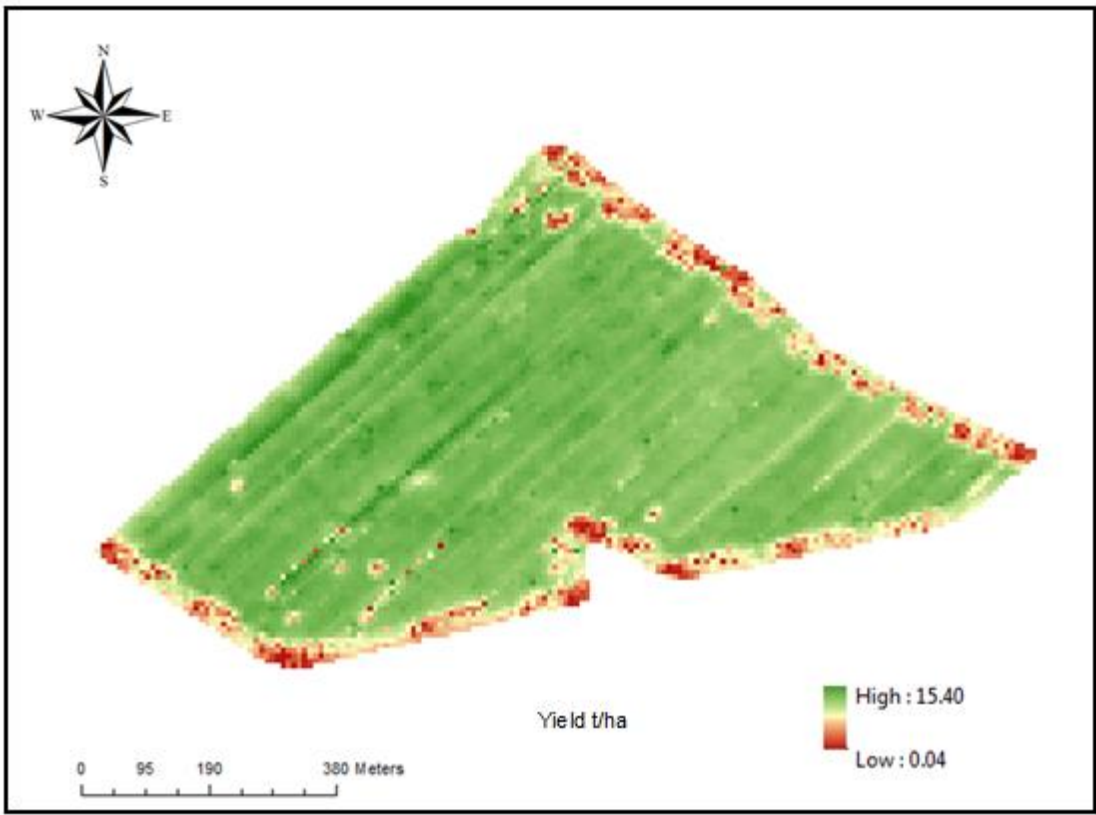 N
W E
S
Yield t/ha
High : 15.40
Low : 0.04
0 95 190 380 Meters